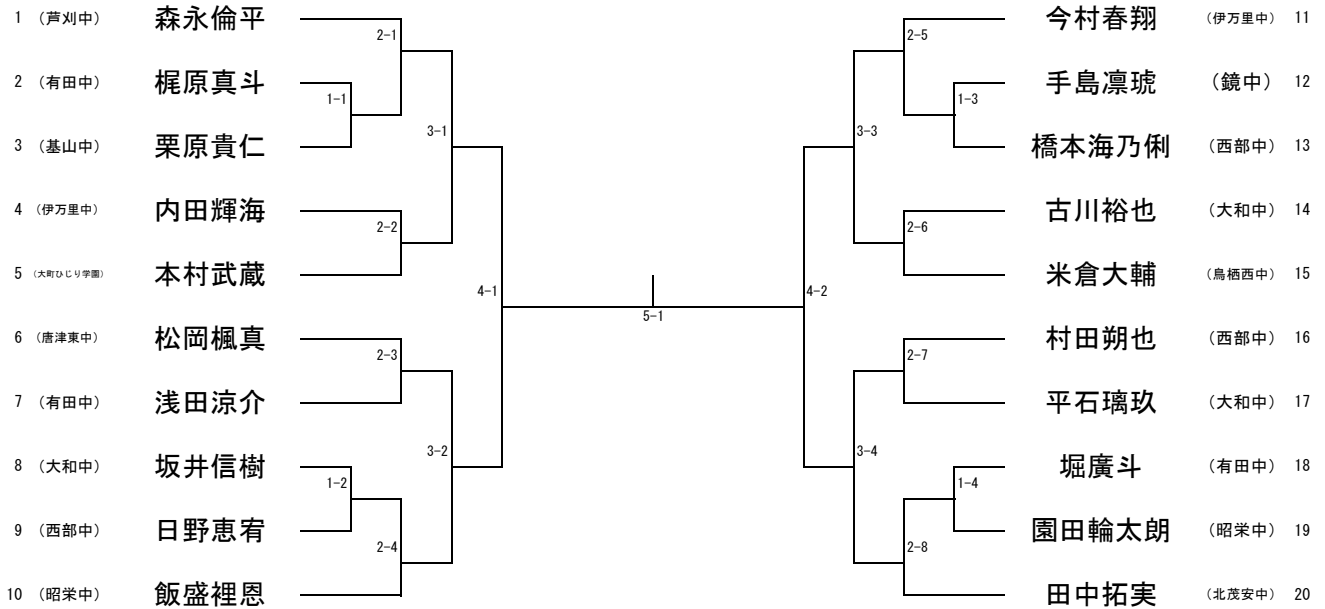 1 （芦刈中） 森永倫平
2 （有田中） 梶原真斗
3 （基山中） 栗原貴仁
4 （伊万里中） 内田輝海
5 （大町ひじり学園） 本村武蔵
6 （唐津東中） 松岡楓真
7 （有田中） 浅田涼介
8 （大和中） 坂井信樹
9 （西部中） 日野恵宥
10 （昭栄中） 飯盛裡恩
2-1
1-1
3-1
2-2
4-1
2-3
3-2
1-2
2-4
5-1
2-5
1-3
3-3
2-6
4-2
2-7
3-4
1-4
2-8
今村春翔 （伊万里中） 11
手島凛琥 （鏡中） 12
橋本海乃俐 （西部中） 13
古川裕也 （大和中） 14
米倉大輔 （鳥栖西中） 15
村田朔也 （西部中） 16
平石璃玖 （大和中） 17
堀廣斗 （有田中） 18
園田輪太朗 （昭栄中） 19
田中拓実 （北茂安中） 20